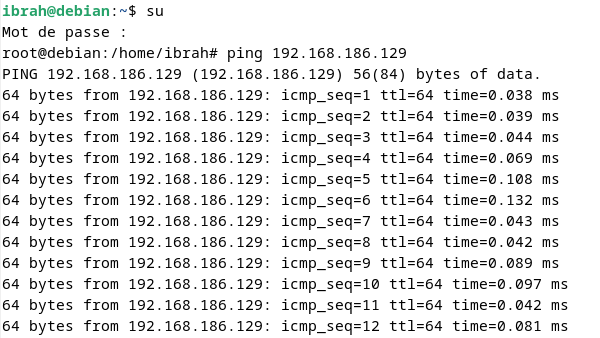 ibrah@debian:~$ su
Mot de passe :
root@debian:/home/ibrah# ping 192.168.186.129
PING 192.168.186.129 (192.168.186.129) 56(84) bytes of data.
64 bytes from 192.168.186.129: icmp_seq=1 ttl=64 time=0.038 ms
64 bytes from 192.168.186.129: icmp_seq=2 ttl=64 time=0.039 ms
64 bytes from 192.168.186.129: icmp_seq=3 ttl=64 time=0.044 ms
64 bytes from 192.168.186.129: icmp_seq=4 ttl=64 time=0.069 ms
64 bytes from 192.168.186.129: icmp_seq=5 ttl=64 time=0.108 ms
64 bytes from 192.168.186.129: icmp_seq=6 ttl=64 time=0.132 ms
64 bytes from 192.168.186.129: icmp_seq=7 ttl=64 time=0.043 ms
64 bytes from 192.168.186.129: icmp_seq=8 ttl=64 time=0.042 ms
64 bytes from 192.168.186.129: icmp_seq=9 ttl=64 time=0.089 ms
64 bytes from 192.168.186.129: icmp_seq=10 ttl=64 time=0.097 ms
64 bytes from 192.168.186.129: icmp_seq=11 ttl=64 time=0.042 ms
64 bytes from 192.168.186.129: icmp_seq=12 ttl=64 time=0.081 ms